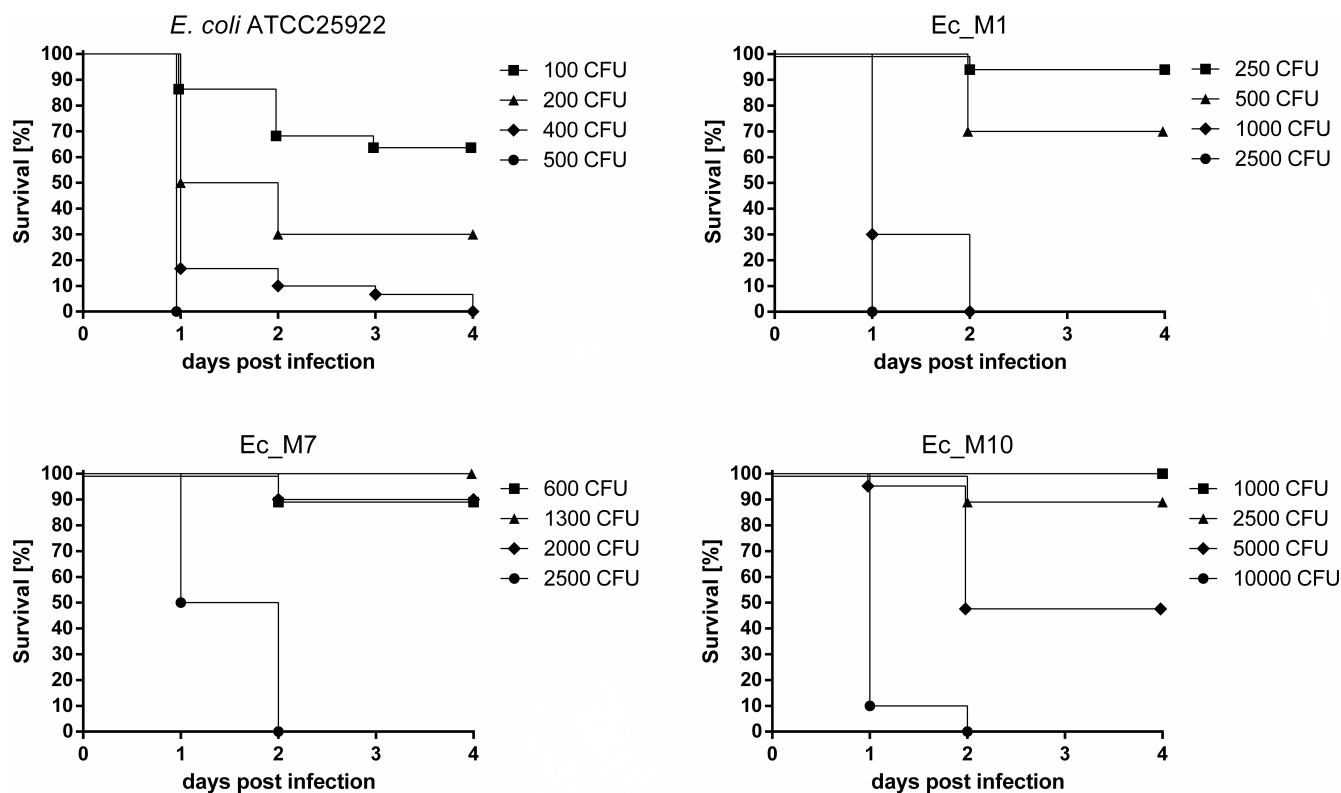 E. coli ATCC25922
Survival [%]
100
90
80
70
60
50
40
30
20
10
0
0 1 2 3 4
days post infection
100 CFU
200 CFU
400 CFU
500 CFU
Ec_M1
Survival [%]
100
90
80
70
60
50
40
30
20
10
0
0 1 2 3 4
days post infection
250 CFU
500 CFU
1000 CFU
2500 CFU
Ec_M7
Survival [%]
100
90
80
70
60
50
40
30
20
10
0
0 1 2 3 4
days post infection
600 CFU
1300 CFU
2000 CFU
2500 CFU
Ec_M10
Survival [%]
100
90
80
70
60
50
40
30
20
10
0
0 1 2 3 4
days post infection
1000 CFU
2500 CFU
5000 CFU
10000 CFU